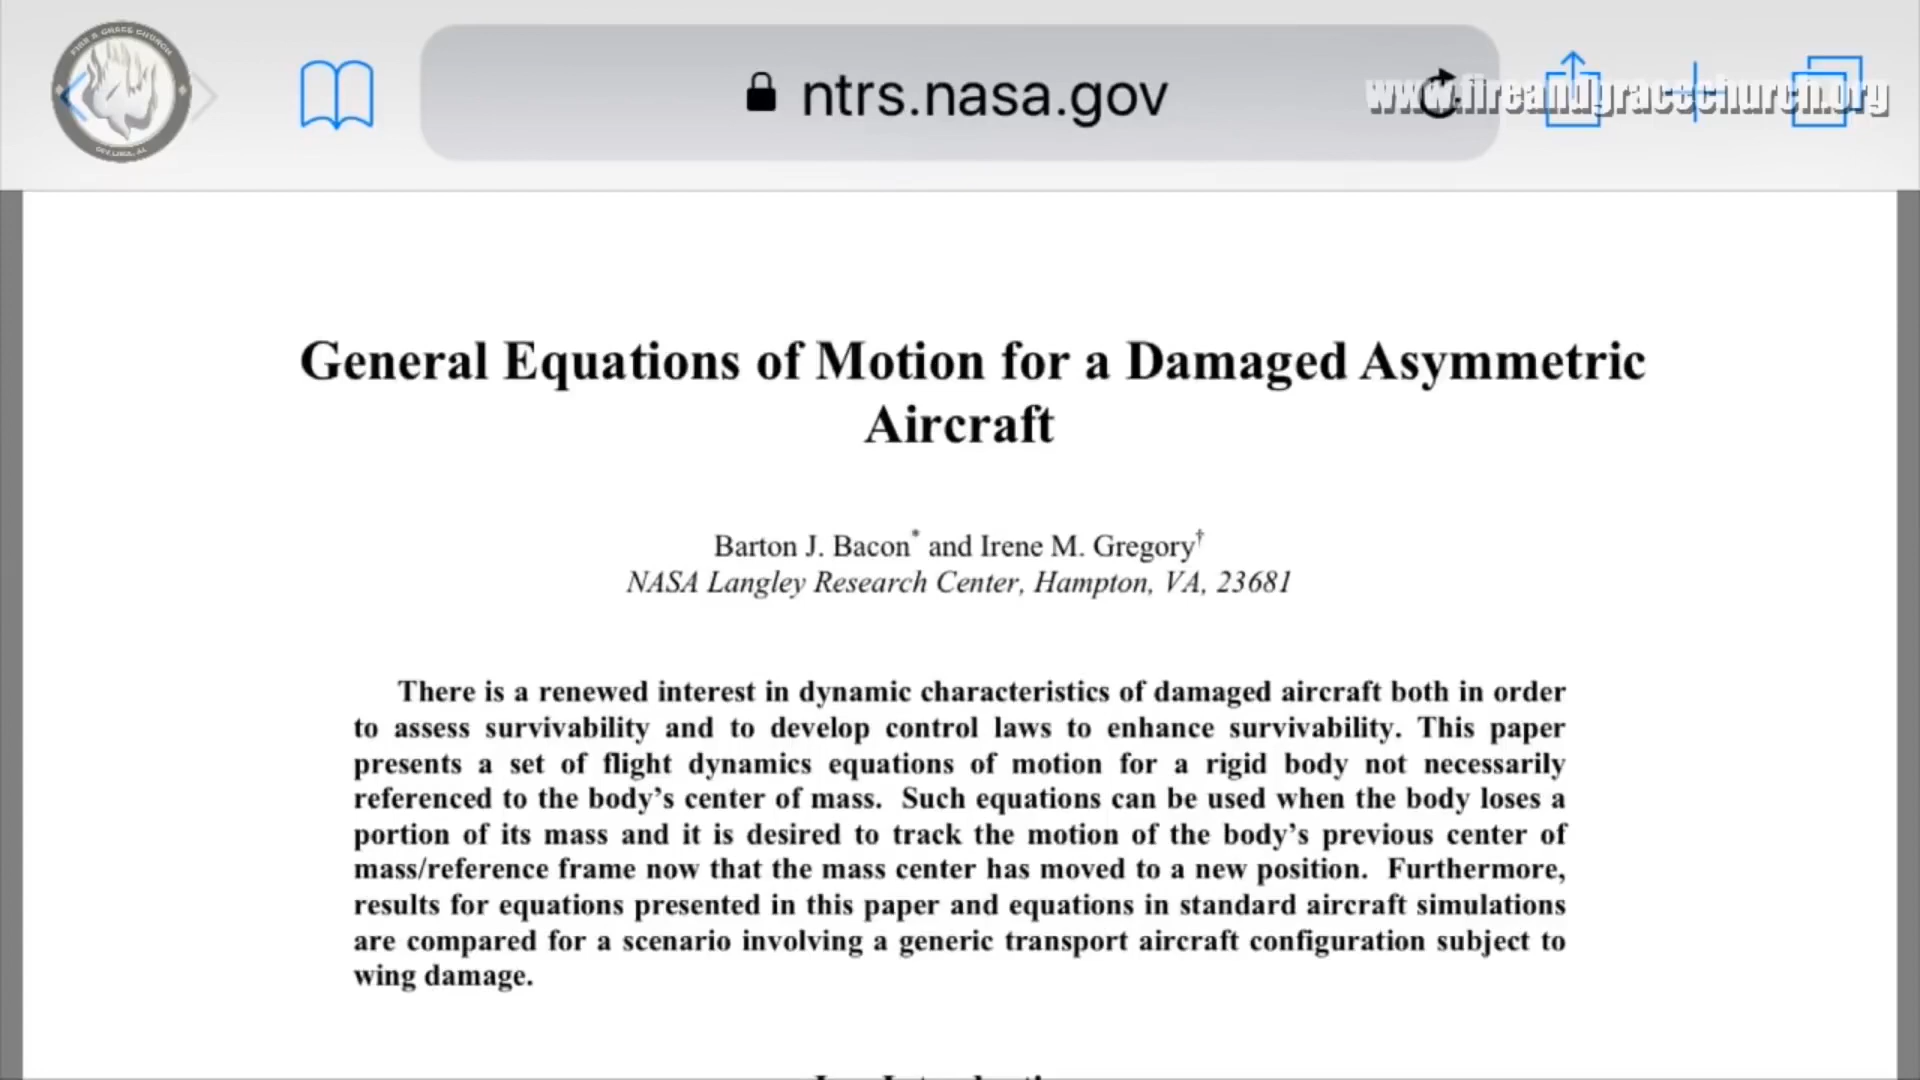 FIRE & GRACE CHURCH
OPELIKA, AL
ntrs.nasa.gov
www.fireandgracechurch.org
General Equations of Motion for a Damaged Asymmetric
Aircraft
Barton J. Bacon* and Irene M. Gregory†
NASA Langley Research Center, Hampton, VA, 23681
There is a renewed interest in dynamic characteristics of damaged aircraft both in order
to assess survivability and to develop control laws to enhance survivability. This paper
presents a set of flight dynamics equations of motion for a rigid body not necessarily
referenced to the body’s center of mass. Such equations can be used when the body loses a
portion of its mass and it is desired to track the motion of the body’s previous center of
mass/reference frame now that the mass center has moved to a new position. Furthermore,
results for equations presented in this paper and equations in standard aircraft simulations
are compared for a scenario involving a generic transport aircraft configuration subject to
wing damage.